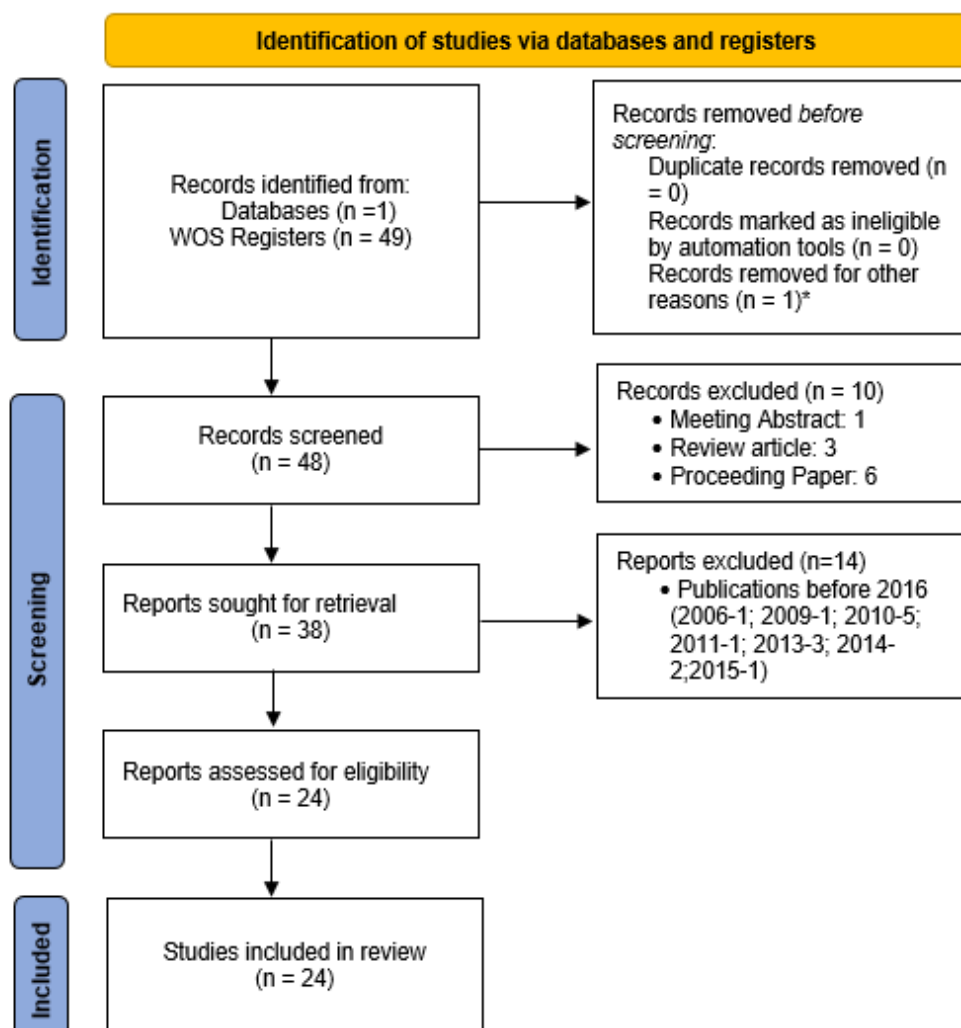 Identification of studies via databases and registers
Identification
Records identified from:
Databases (n =1)
WOS Registers (n = 49)
Records removed before
screening:
Duplicate records removed (n
= 0)
Records marked as ineligible
by automation tools (n = 0)
Records removed for other
reasons (n = 1)*
Screening
Records screened
(n = 48)
Records excluded (n = 10)
• Meeting Abstract: 1
• Review article: 3
• Proceeding Paper: 6
Reports sought for retrieval
(n = 38)
Reports excluded (n=14)
• Publications before 2016
(2006-1; 2009-1; 2010-5;
2011-1; 2013-3; 2014-
2;2015-1)
Reports assessed for eligibility
(n = 24)
Included
Studies included in review
(n = 24)